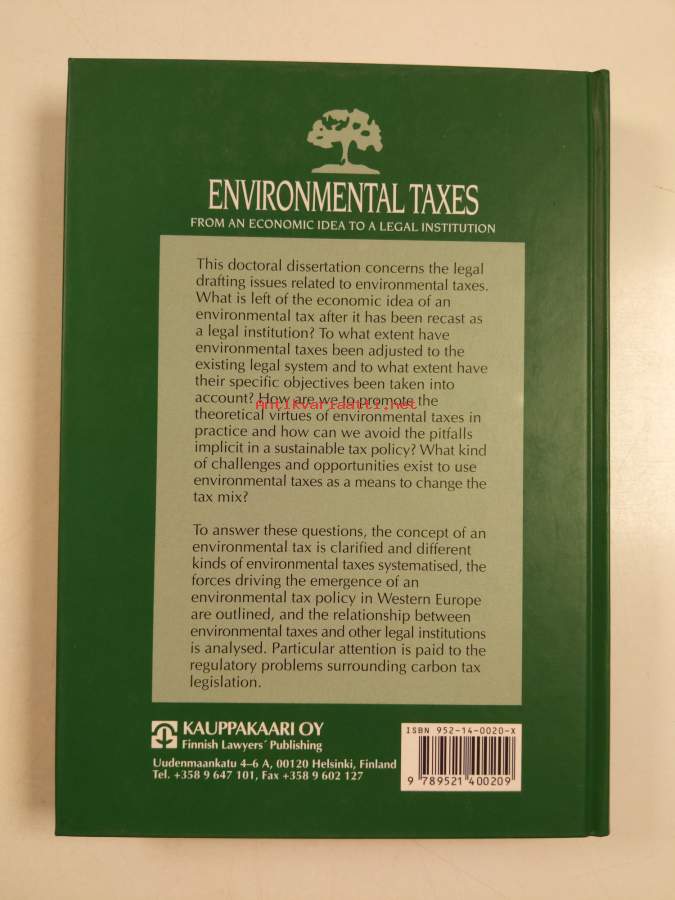 ENVIRONMENTAL TAXES
FROM AN ECONOMIC IDEA TO A LEGAL INSTITUTION
This doctoral dissertation concerns the legal
drafting issues related to environmental taxes.
What is left of the economic idea of an
environmental tax after it has been recast as
a legal institution? To what extent have
environmental taxes been adjusted to the
existing legal system and to what extent have
their specific objectives been taken into
account? How are we to promote the
Antikvariaatti.net
theoretical virtues of environmental taxes in
practice and how can we avoid the pitfalls
implicit in a sustainable tax policy? What kind
of challenges and opportunities exist to use
environmental taxes as a means to change the
tax mix?
To answer these questions, the concept of an
environmental tax is clarified and different
kinds of environmental taxes systematised, the
forces driving the emergence of an
environmental tax policy in Western Europe
are outlined, and the relationship between
environmental taxes and other legal institutions
is analysed. Particular attention is paid to the
regulatory problems surrounding carbon tax
legislation.
KAUPPAKAARI OY
Finnish Lawyers´ Publishing
Uudenmaankatu 4–6 A, 00120 Helsinki, Finland
Tel. +358 9 647 101, Fax +358 9 602 127
ISBN 952-14-0020-X
9 789521 400209